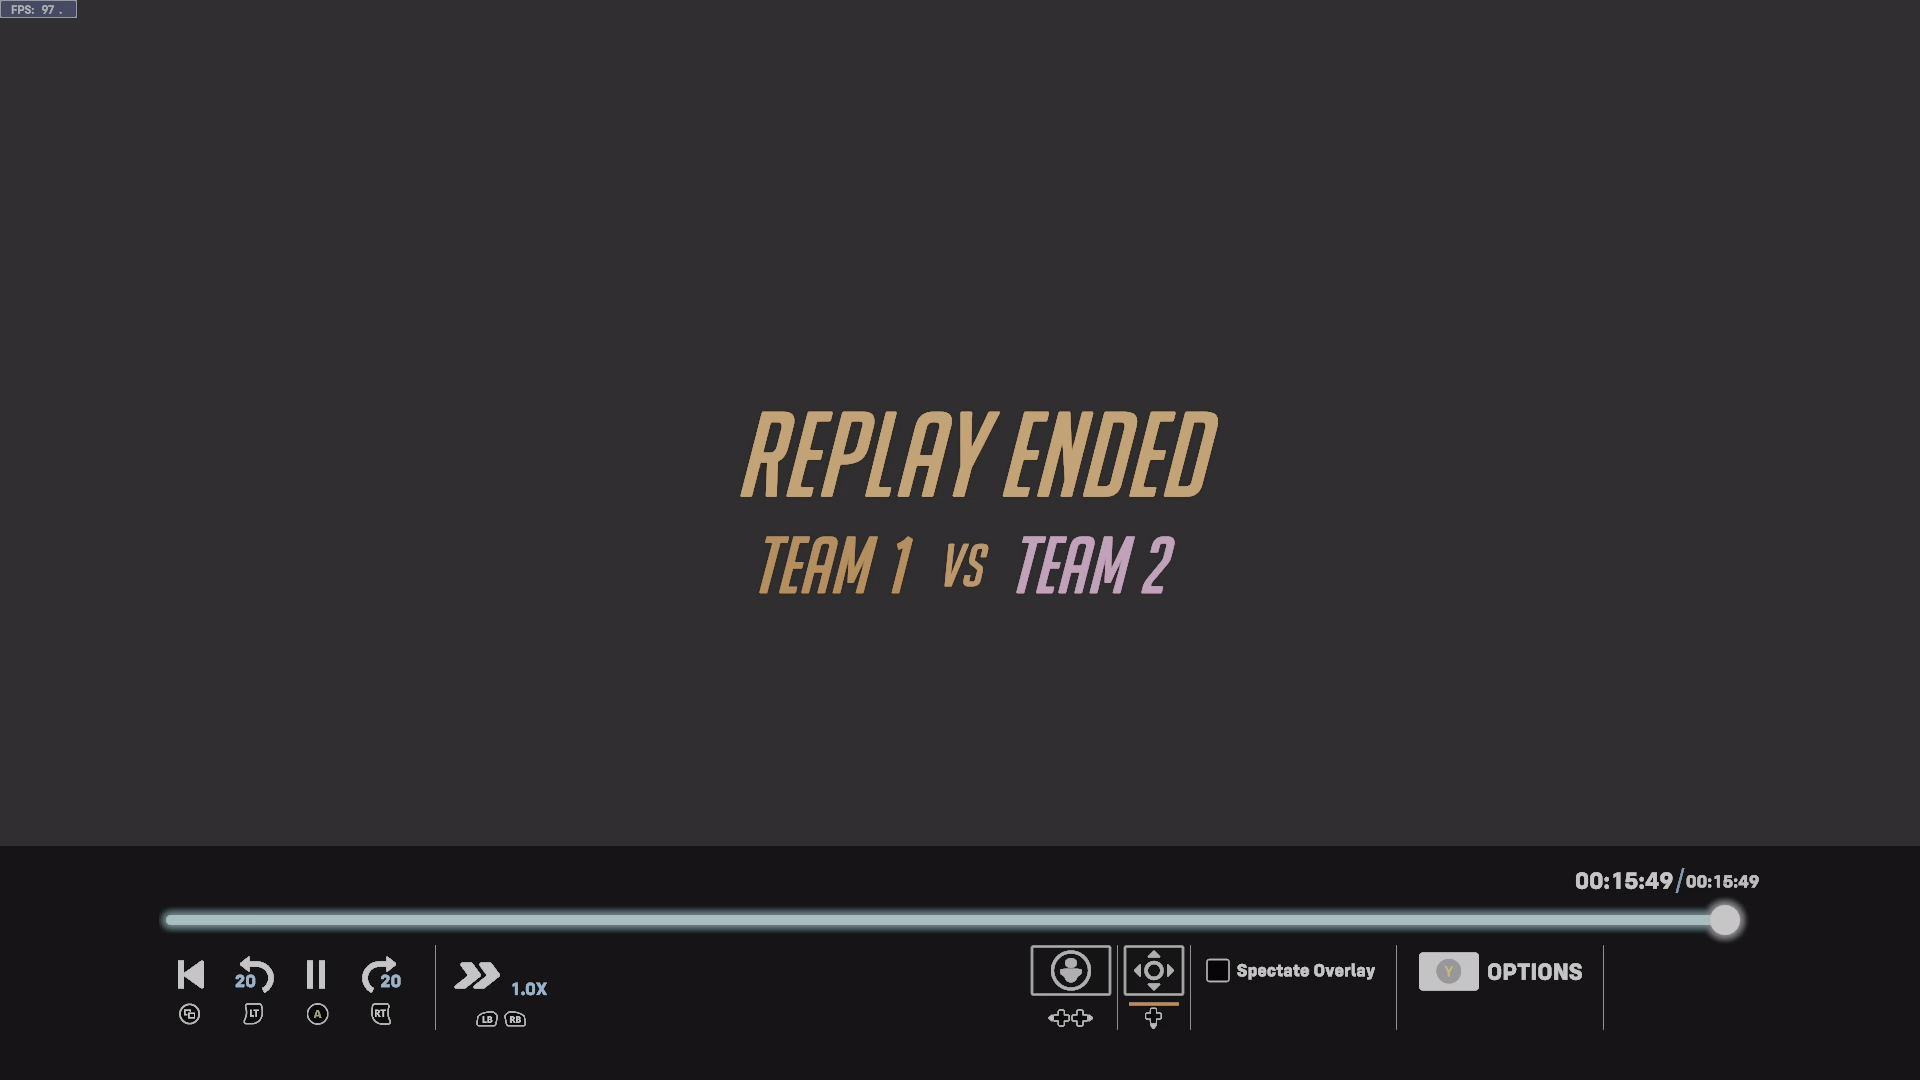 FPS: 97 .
REPLAY ENDED
TEAM 1 VS TEAM 2
00:15:49/00:15:49
20 20 1.0X
LT A RT LB RB
Spectate Overlay
Y OPTIONS